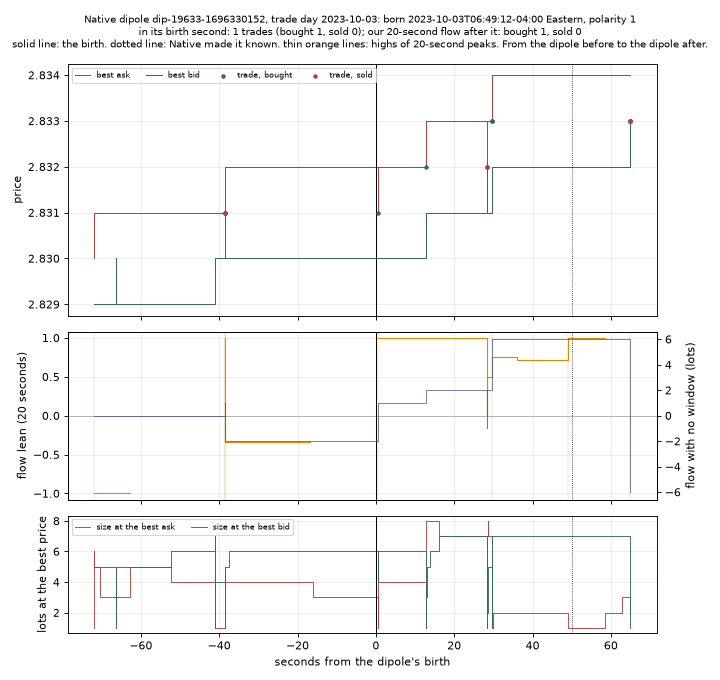 Native dipole dip-19633-1696330152, trade day 2023-10-03: born 2023-10-03T06:49:12-04:00 Eastern, polarity 1
in its birth second: 1 trades (bought 1, sold 0); our 20-second flow after it: bought 1, sold 0
solid line: the birth. dotted line: Native made it known. thin orange lines: highs of 20-second peaks. From the dipole before to the dipole after.
best ask
best bid
trade, bought
trade, sold
2.834
2.833
2.832
2.831
2.830
2.829
price
1.0
0.5
0.0
−0.5
−1.0
flow lean (20 seconds)
6
4
2
0
−2
−4
−6
flow with no window (lots)
size at the best ask
size at the best bid
8
6
4
2
lots at the best price
−60
−40
−20
0
20
40
60
seconds from the dipole's birth